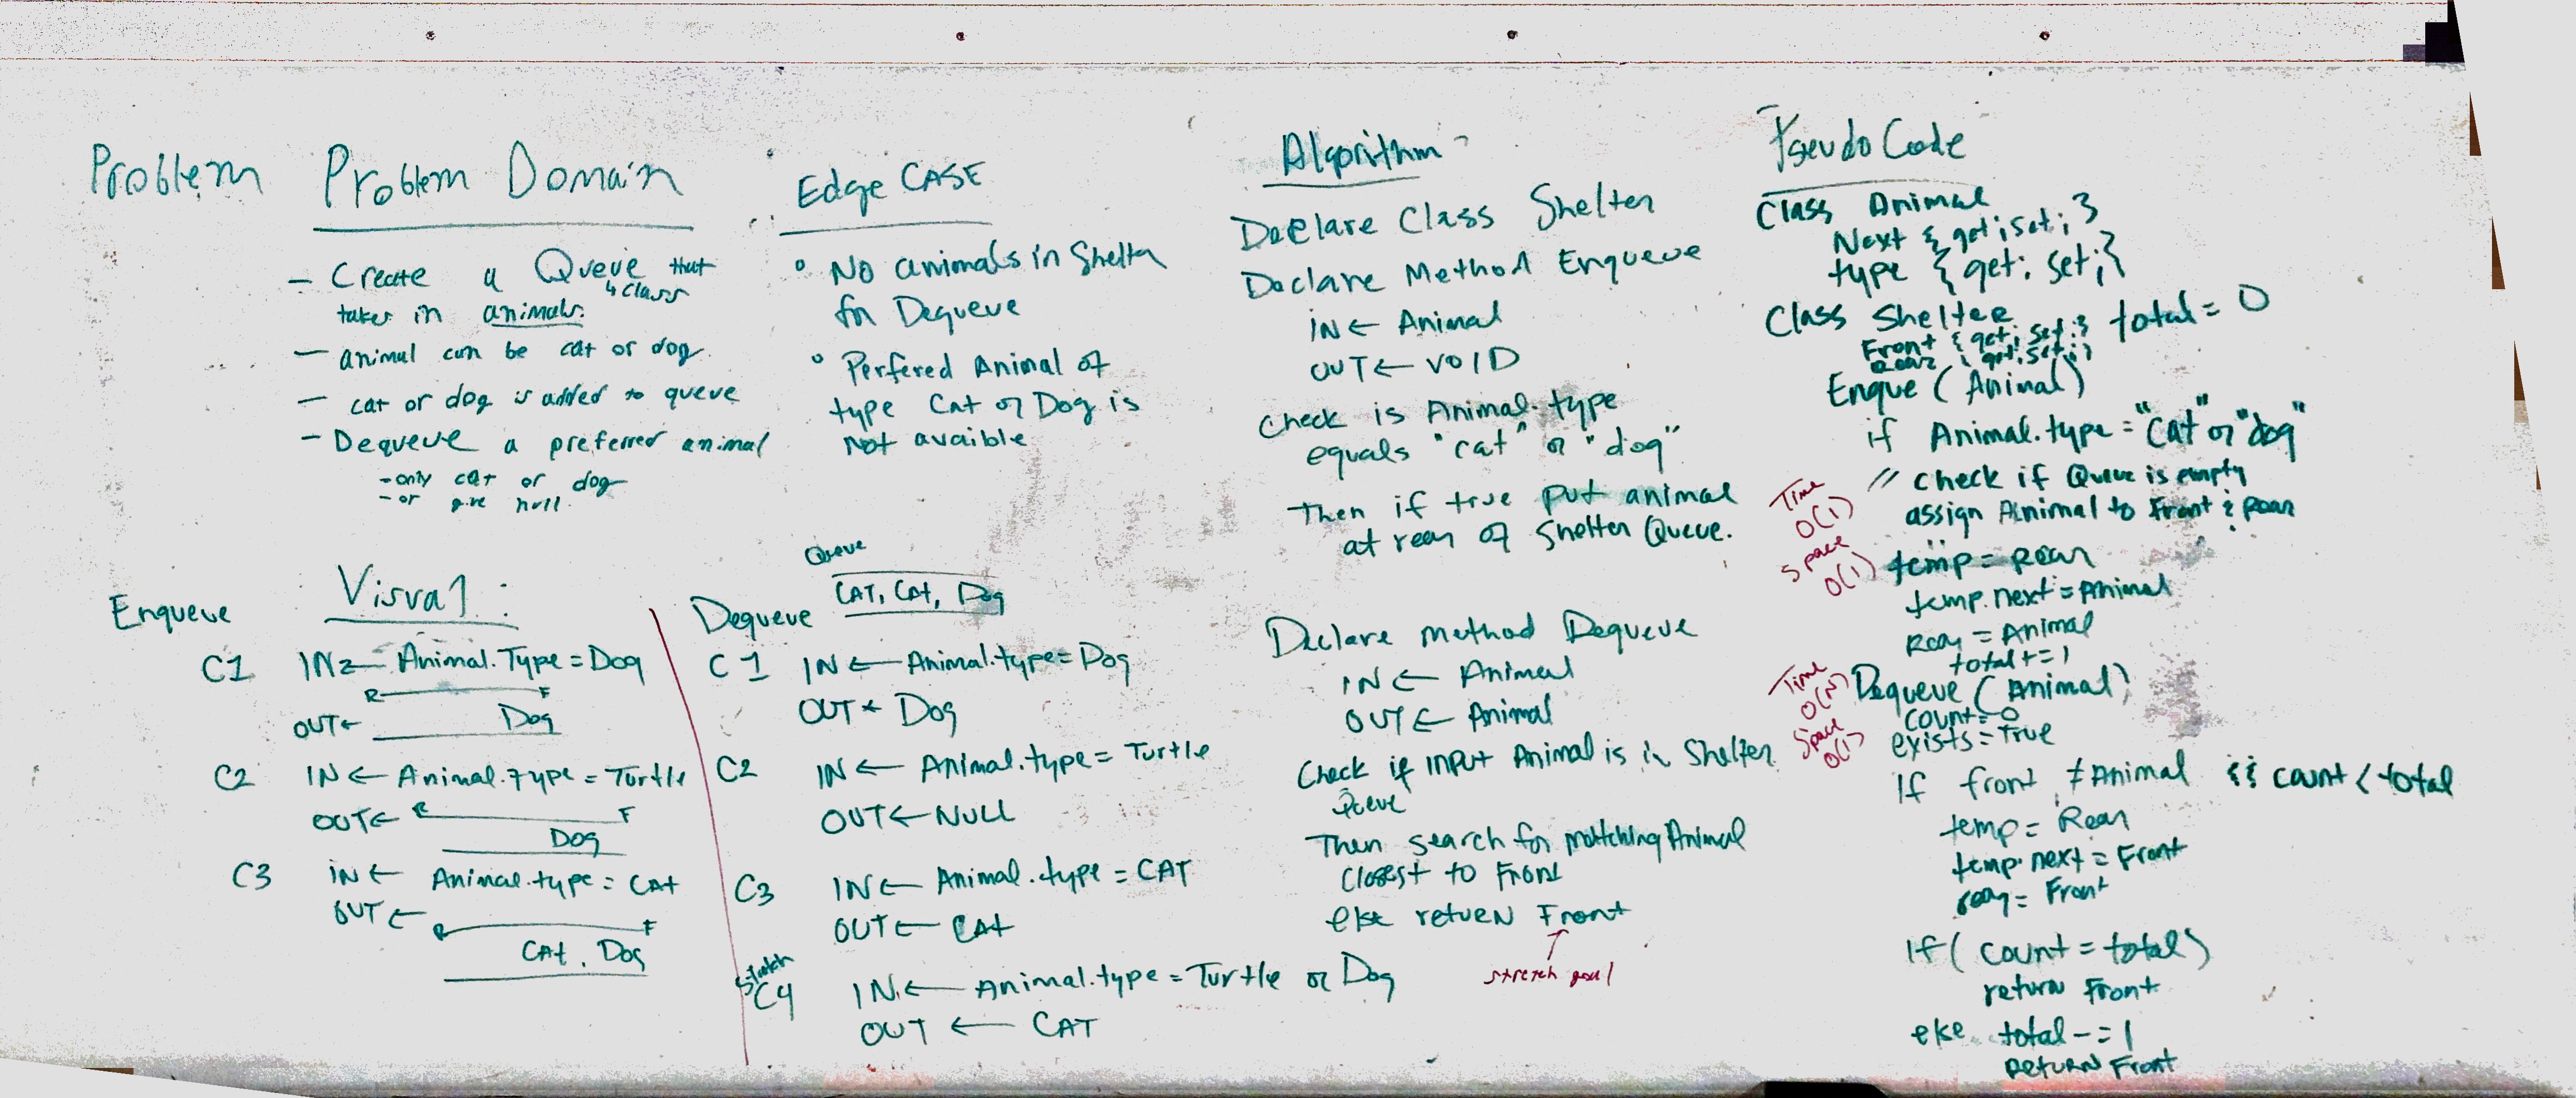 Problem
Problem Domain
- Create a Queue that
↳ class
takes in animals.
- animal can be cat or dog.
- cat or dog is added to queue
- Dequeue a preferred animal
- only cat or dog
- or give null.
Edge CASE
° No animals in Shelter
for Dequeue
° Perfered Animal of
type Cat or Dog is
Not avaible
Visual:
Enqueue
C1 IN ← Animal.Type = Dog
R F
OUT ← Dog
C2 IN ← Animal.type = Turtle
OUT ← R F
Dog
C3 IN ← Animal.type = CAt
OUT ←
R F
CAt, Dog
Queue
Dequeue CAT, CAt, Dog
C1 IN ← Animal.type = Dog
OUT ← Dog
C2 IN ← ANimal.type = Turtle
OUT ← NULL
C3 IN ← Animal.type = CAT
OUT ← CAt
stretch
C4 IN ← Animal.type = Turtle or Dog
OUT ← CAT
Algorithm
Declare Class Shelter
Declare Method Enqueue
IN ← Animal
OUT ← VOID
Check is Animal.type
equals "cat" or "dog"
Then if true put animal
at rear of Shelter Queue.
Declare method Dequeue
IN ← Animal
OUT ← Animal
Check if INPut Animal is in Shelter
Queue
Then search for matching Animal
Closest to Front
else return Front
↑
stretch goal
Pseudo Code
Class Animal
Next { get; set; }
type { get; set; }
Class Shelter total = 0
Front { get; set; }
Rear { get; set; }
Enque (Animal)
if Animal.type = "Cat" or "dog"
// check if Queue is empty
assign Animal to Front & Rear
temp = Rear
temp.next = Animal
Rear = Animal
total += 1
Time
O(1)
Space
O(1)
Dequeue (Animal)
count = 0
exists = True
If front ≠ Animal && count < total
temp = Rear
temp.next = Front
rear = Front
If (count = total)
return Front
else total -= 1
Return Front
Time
O(N)
Space
O(1)